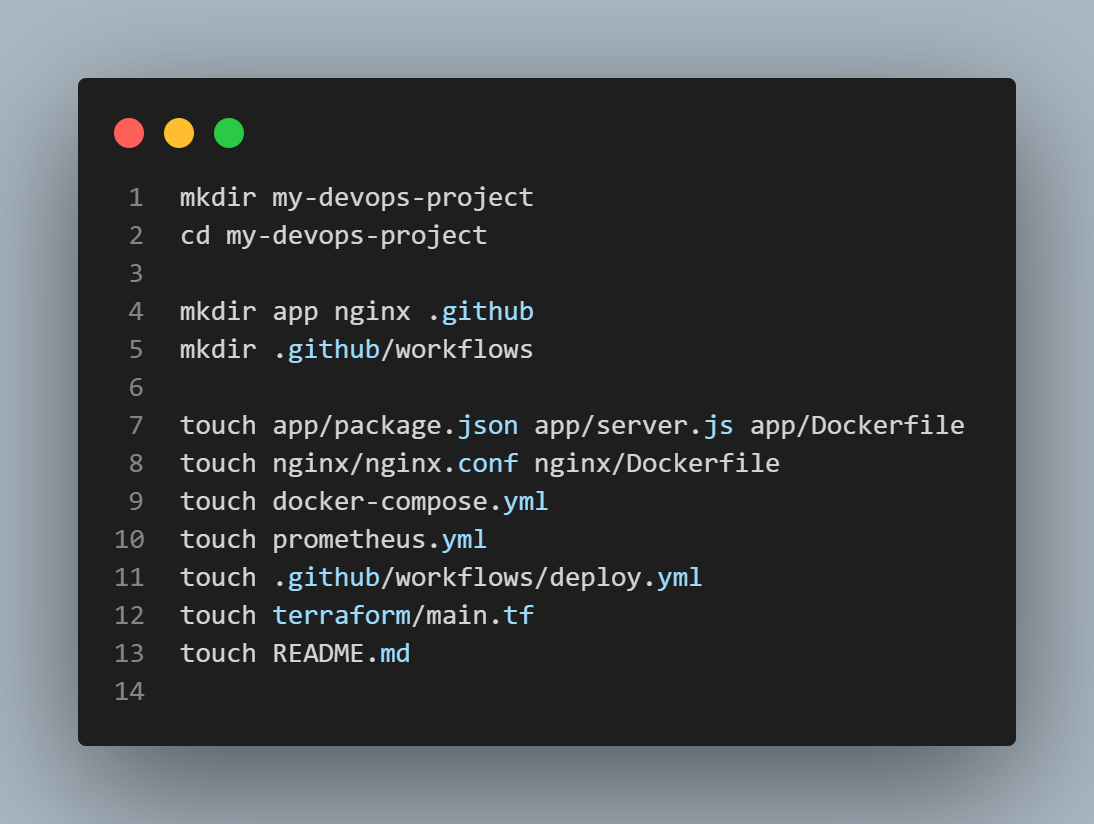 1 mkdir my-devops-project
2 cd my-devops-project
3
4 mkdir app nginx .github
5 mkdir .github/workflows
6
7 touch app/package.json app/server.js app/Dockerfile
8 touch nginx/nginx.conf nginx/Dockerfile
9 touch docker-compose.yml
10 touch prometheus.yml
11 touch .github/workflows/deploy.yml
12 touch terraform/main.tf
13 touch README.md
14